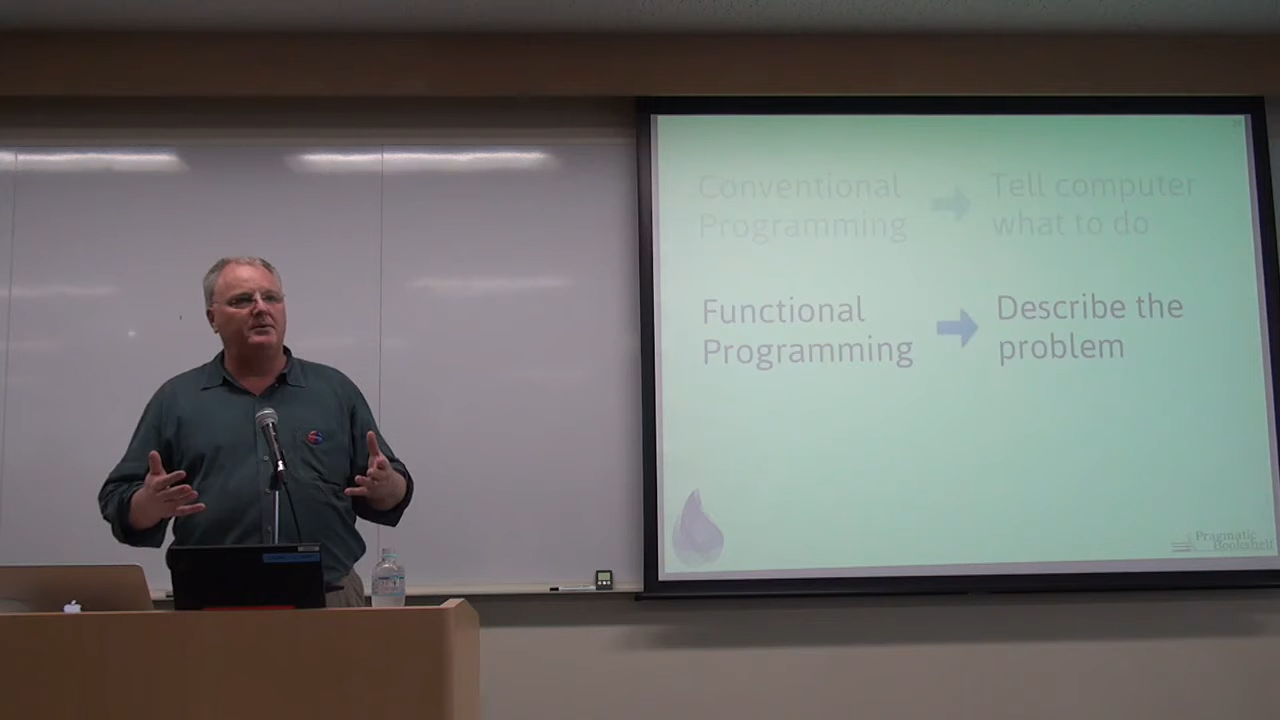 Conventional
Programming
Tell computer
what to do
Functional
Programming
Describe the
problem
Pragmatic
Bookshelf